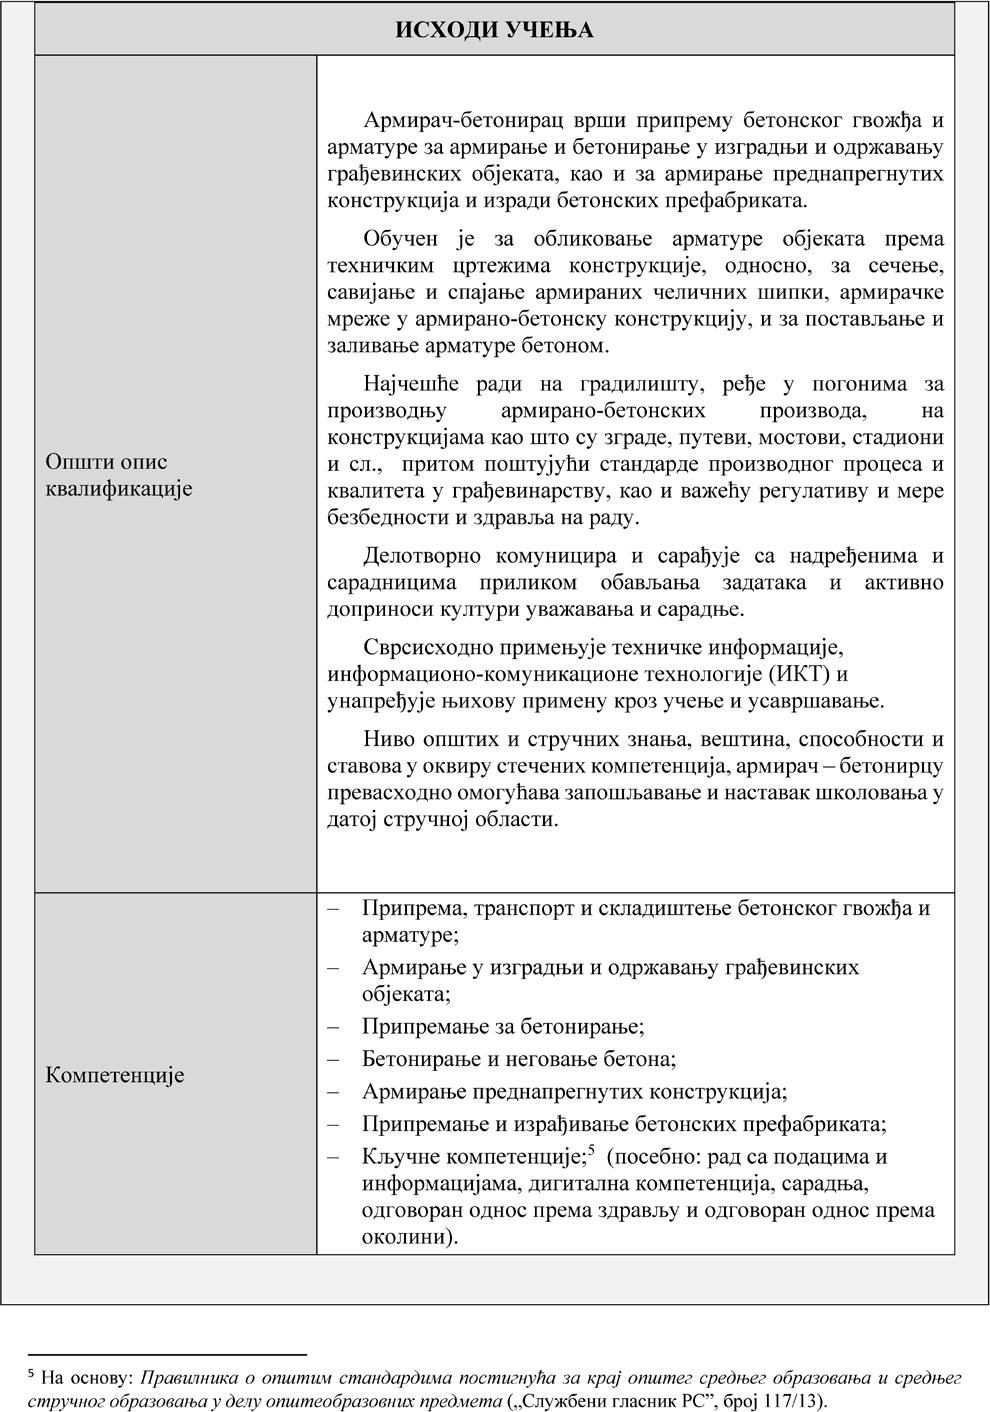 ИСХОДИ УЧЕЊА
Општи опис
квалификације
Армирач-бетонирац врши припрему бетонског гвожђа и
арматуре за армирање и бетонирање у изградњи и одржавању
грађевинских објеката, као и за армирање преднапрегнутих
конструкција и изради бетонских префабриката.
Обучен је за обликовање арматуре објеката према
техничким цртежима конструкције, односно, за сечење,
савијање и спајање армираних челичних шипки, армирачке
мреже у армирано-бетонску конструкцију, и за постављање и
заливање арматуре бетоном.
Најчешће ради на градилишту, ређе у погонима за
производњу армирано-бетонских производа, на
конструкцијама као што су зграде, путеви, мостови, стадиони
и сл., притом поштујући стандарде производног процеса и
квалитета у грађевинарству, као и важећу регулативу и мере
безбедности и здравља на раду.
Делотворно комуницира и сарађује са надређенима и
сарадницима приликом обављања задатака и активно
доприноси култури уважавања и сарадње.
Сврсисходно примењује техничке информације,
информационо-комуникационе технологије (ИКТ) и
унапређује њихову примену кроз учење и усавршавање.
Ниво општих и стручних знања, вештина, способности и
ставова у оквиру стечених компетенција, армирач – бетонирцу
превасходно омогућава запошљавање и наставак школовања у
датој стручној области.
Компетенције
– Припрема, транспорт и складиштење бетонског гвожђа и
арматуре;
– Армирање у изградњи и одржавању грађевинских
објеката;
– Припремање за бетонирање;
– Бетонирање и неговање бетона;
– Армирање преднапрегнутих конструкција;
– Припремање и израђивање бетонских префабриката;
– Кључне компетенције;⁵ (посебно: рад са подацима и
информацијама, дигитална компетенција, сарадња,
одговоран однос према здрављу и одговоран однос према
околини).
⁵ На основу: Правилника о општим стандардима постигнућа за крај општег средњег образовања и средњег
стручног образовања у делу општеобразовних предмета („Службени гласник РС”, број 117/13).